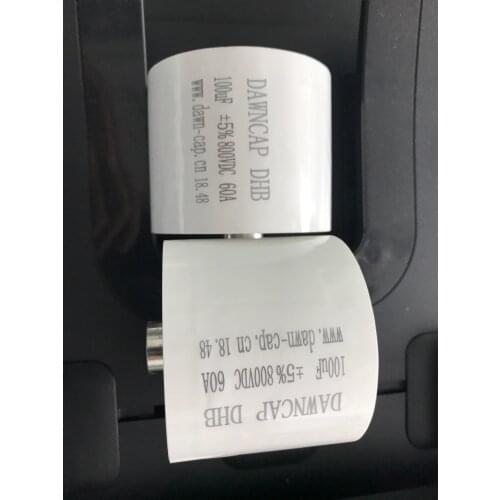 DAWNCAP DHB
100uF ±5% 800VDC 60A
www.dawn-cap.cn 18.48
DAWNCAP DHB
100uF ±5% 800VDC 60A
www.dawn-cap.cn 18.48